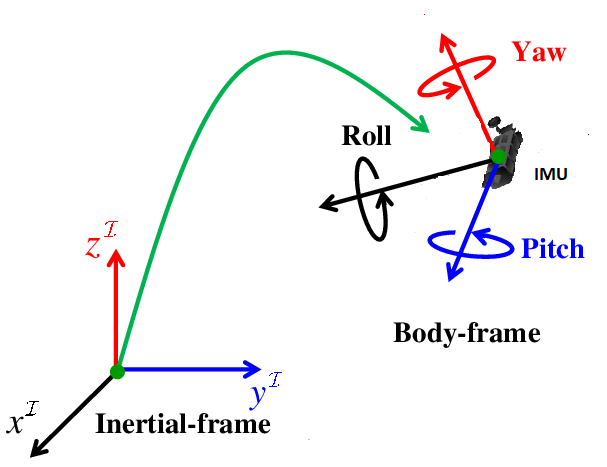 Yaw
Roll
IMU
Pitch
z^ℐ
Body-frame
y^ℐ
x^ℐ
Inertial-frame